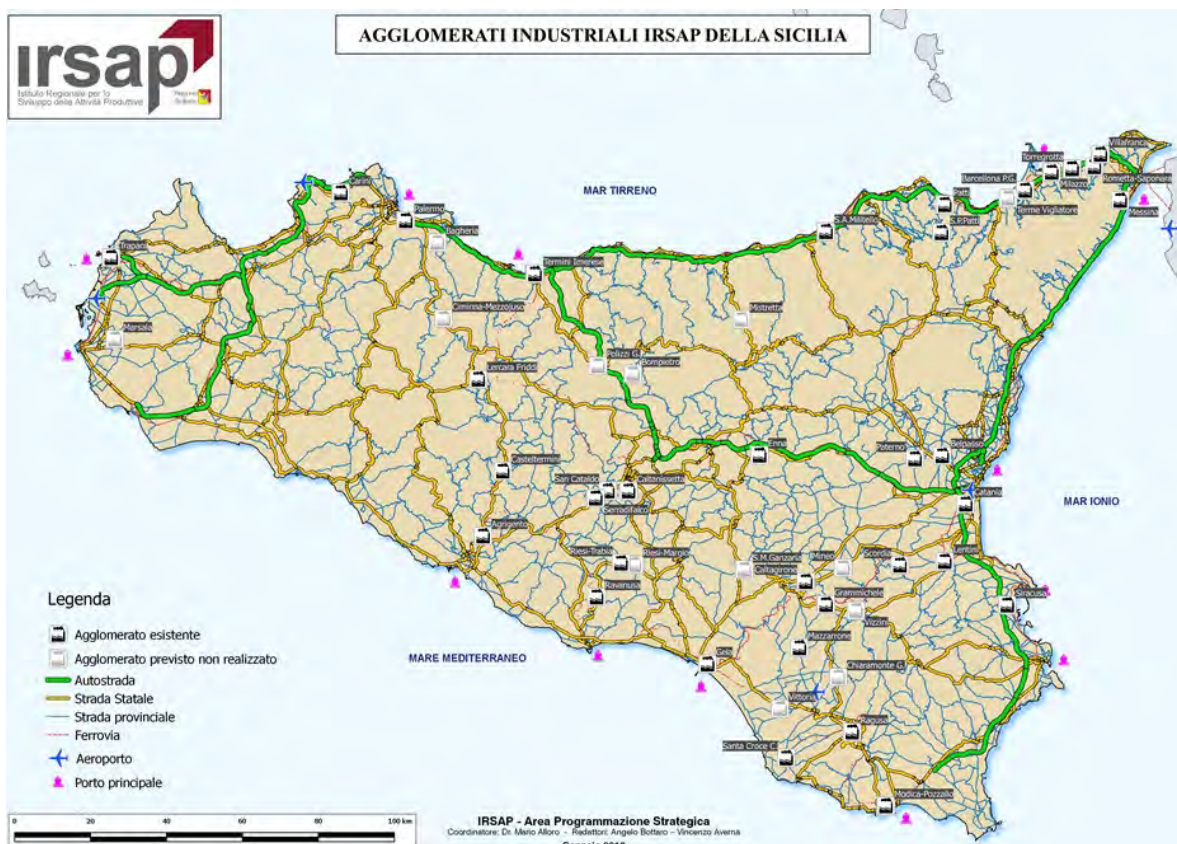 AGGLOMERATI INDUSTRIALI IRSAP DELLA SICILIA
irsap
Istituto Regionale per lo
Sviluppo delle Attività Produttive
MAR TIRRENO
Villafranca
Torregrotta
Barcellona P.G.
Milazzo
Rometta-Saponara
Carini
Patti
Terme Vigliatore
Messina
Palermo
S.A.Militello
S.P.Patti
Bagheria
Trapani
Termini Imerese
Ciminna-Mezzojuso
Mistretta
Marsala
Polizzi G.
Bompietro
Lercara Friddi
Enna
Paternò
Belpasso
Casteltermini
San Cataldo
Caltanissetta
Catania
MAR IONIO
Serradifalco
Agrigento
Riesi-Trabia
Riesi-Margio
S.M.Ganzaria
Mineo
Scordia
Lentini
Caltagirone
Ravanusa
Grammichele
Siracusa
Vizzini
Mazzarrone
MARE MEDITERRANEO
Gela
Chiaramonte G.
Vittoria
Ragusa
Santa Croce C.
Modica-Pozzallo
Legenda
Agglomerato esistente
Agglomerato previsto non realizzato
Autostrada
Strada Statale
Strada provinciale
Ferrovia
Aeroporto
Porto principale
0 20 40 60 80 100 km
IRSAP - Area Programmazione Strategica
Coordinatore: Dr. Mario Alloro - Redattori: Angelo Bottaro - Vincenzo Averna